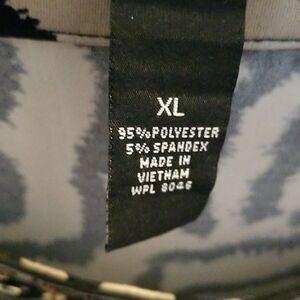 XL
95%POLYESTER
5% SPANDEX
MADE IN
VIETNAM
WPL 8046